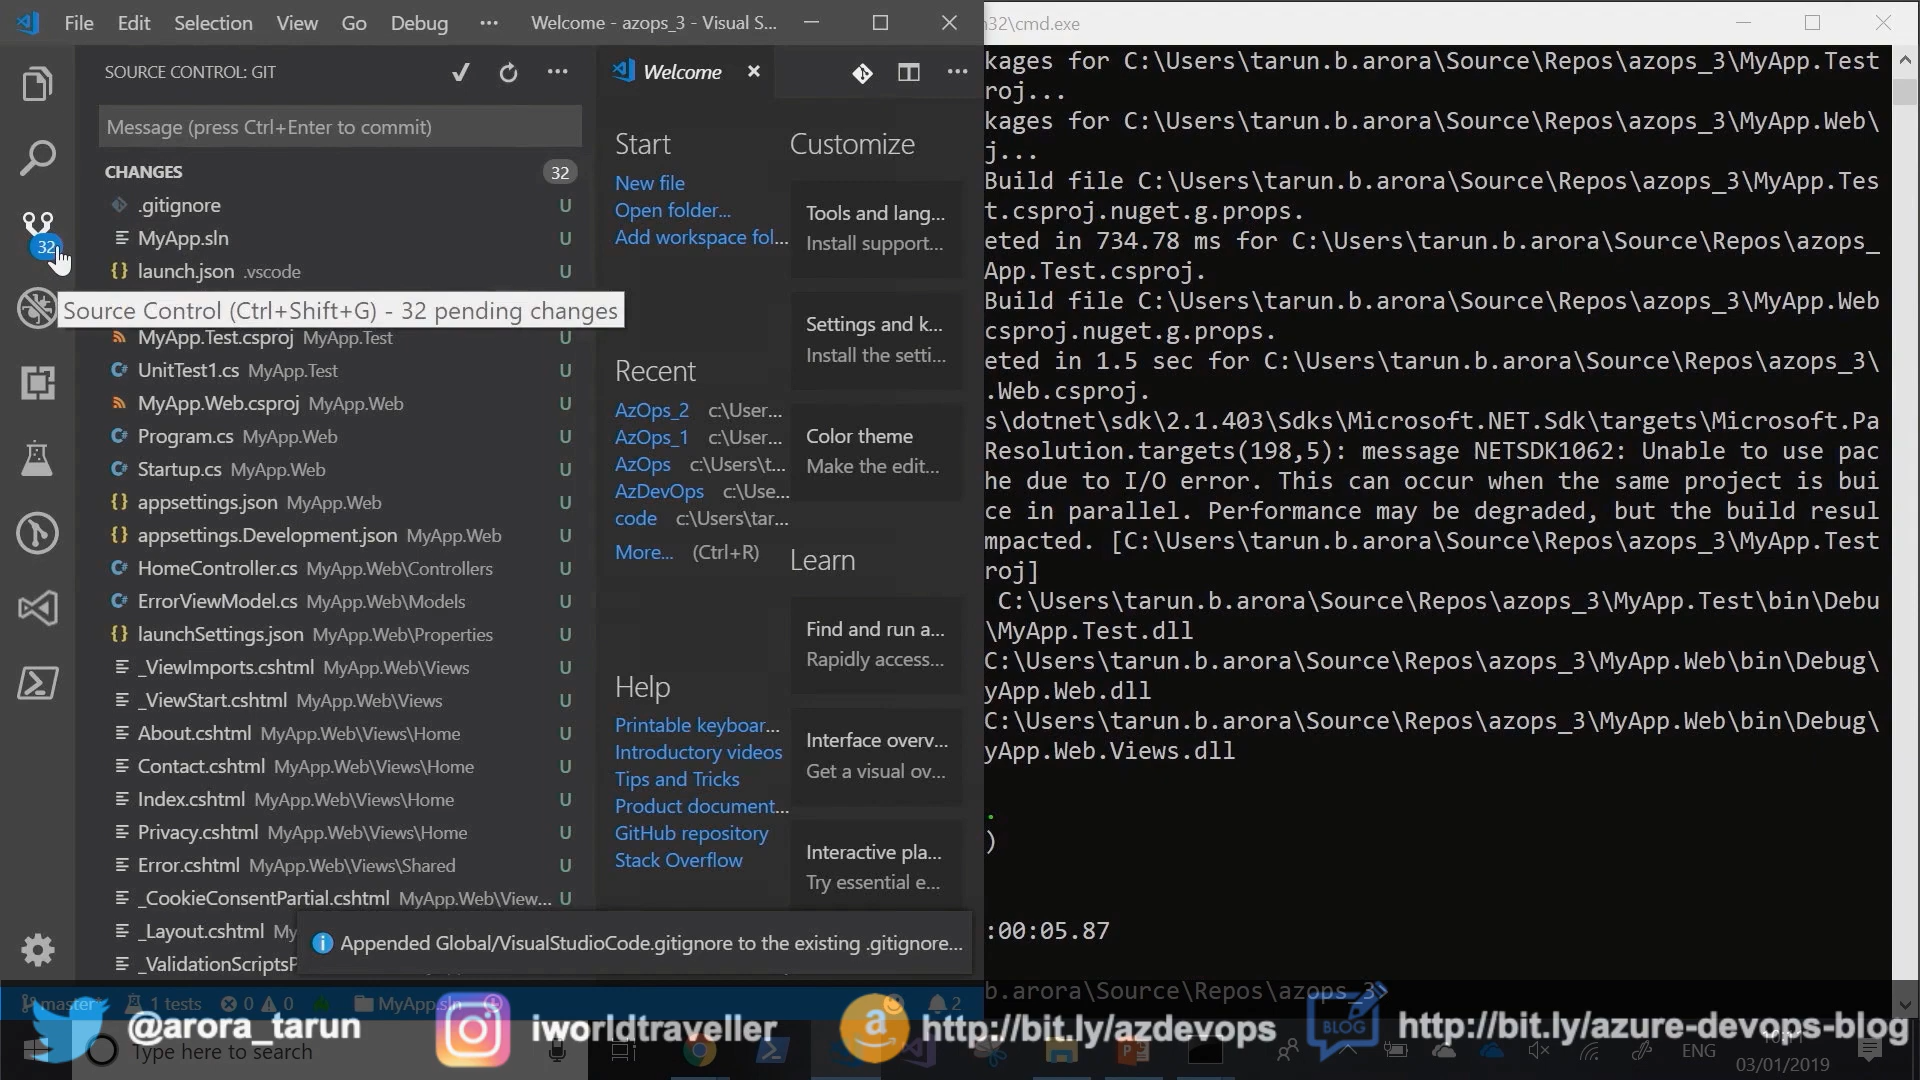 File Edit Selection View Go Debug ··· Welcome - azops_3 - Visual S...
SOURCE CONTROL: GIT
Message (press Ctrl+Enter to commit)
CHANGES 32
.gitignore U
MyApp.sln U
launch.json .vscode U
32
Source Control (Ctrl+Shift+G) - 32 pending changes
MyApp.Test.csproj MyApp.Test U
UnitTest1.cs MyApp.Test U
MyApp.Web.csproj MyApp.Web U
Program.cs MyApp.Web U
Startup.cs MyApp.Web U
appsettings.json MyApp.Web U
appsettings.Development.json MyApp.Web U
HomeController.cs MyApp.Web\Controllers U
ErrorViewModel.cs MyApp.Web\Models U
launchSettings.json MyApp.Web\Properties U
_ViewImports.cshtml MyApp.Web\Views U
_ViewStart.cshtml MyApp.Web\Views U
About.cshtml MyApp.Web\Views\Home U
Contact.cshtml MyApp.Web\Views\Home U
Index.cshtml MyApp.Web\Views\Home U
Privacy.cshtml MyApp.Web\Views\Home U
Error.cshtml MyApp.Web\Views\Shared U
_CookieConsentPartial.cshtml MyApp.Web\View... U
_Layout.cshtml My
_ValidationScriptsP
Welcome
Start
New file
Open folder...
Add workspace fol...
Recent
AzOps_2 c:\User...
AzOps_1 c:\User...
AzOps c:\Users\t...
AzDevOps c:\Use...
code c:\Users\tar...
More... (Ctrl+R)
Help
Printable keyboar...
Introductory videos
Tips and Tricks
Product document...
GitHub repository
Stack Overflow
Customize
Tools and lang...
Install support...
Settings and k...
Install the setti...
Color theme
Make the edit...
Learn
Find and run a...
Rapidly access...
Interface overv...
Get a visual ov...
Interactive pla...
Try essential e...
Appended Global/VisualStudioCode.gitignore to the existing .gitignore...
master 1 tests 0 0 MyApp.sln 2
32\cmd.exe
kages for C:\Users\tarun.b.arora\Source\Repos\azops_3\MyApp.Test
roj...
kages for C:\Users\tarun.b.arora\Source\Repos\azops_3\MyApp.Web\
j...
Build file C:\Users\tarun.b.arora\Source\Repos\azops_3\MyApp.Tes
t.csproj.nuget.g.props.
eted in 734.78 ms for C:\Users\tarun.b.arora\Source\Repos\azops_
App.Test.csproj.
Build file C:\Users\tarun.b.arora\Source\Repos\azops_3\MyApp.Web
csproj.nuget.g.props.
eted in 1.5 sec for C:\Users\tarun.b.arora\Source\Repos\azops_3\
.Web.csproj.
s\dotnet\sdk\2.1.403\Sdks\Microsoft.NET.Sdk\targets\Microsoft.Pa
Resolution.targets(198,5): message NETSDK1062: Unable to use pac
he due to I/O error. This can occur when the same project is bui
ce in parallel. Performance may be degraded, but the build resul
mpacted. [C:\Users\tarun.b.arora\Source\Repos\azops_3\MyApp.Test
roj]
C:\Users\tarun.b.arora\Source\Repos\azops_3\MyApp.Test\bin\Debu
\MyApp.Test.dll
C:\Users\tarun.b.arora\Source\Repos\azops_3\MyApp.Web\bin\Debug\
yApp.Web.dll
C:\Users\tarun.b.arora\Source\Repos\azops_3\MyApp.Web\bin\Debug\
yApp.Web.Views.dll
.
)
:00:05.87
b.arora\Source\Repos\azops_3>
@arora_tarun iworldtraveller http://bit.ly/azdevops BLOG http://bit.ly/azure-devops-blog
Type here to search ENG
03/01/2019